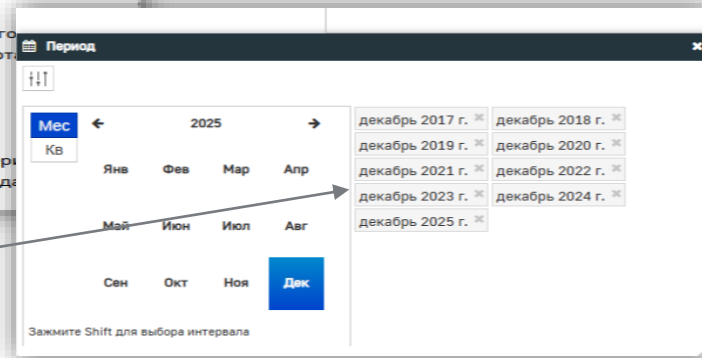 Период
Мес
Кв
2025
Янв Фев Мар Апр
Май Июн Июл Авг
Сен Окт Ноя Дек
Зажмите Shift для выбора интервала
декабрь 2017 г. декабрь 2018 г.
декабрь 2019 г. декабрь 2020 г.
декабрь 2021 г. декабрь 2022 г.
декабрь 2023 г. декабрь 2024 г.
декабрь 2025 г.